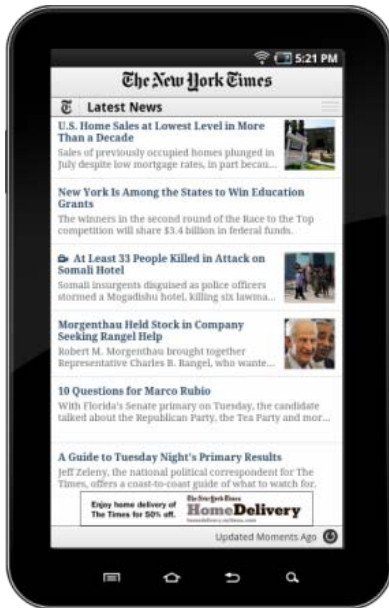 5:21 PM
The New York Times
T Latest News
U.S. Home Sales at Lowest Level in More
Than a Decade
Sales of previously occupied homes plunged in
July despite low mortgage rates, in part becau...
New York Is Among the States to Win Education
Grants
The winners in the second round of the Race to the Top
competition will share $3.4 billion in federal funds.
At Least 33 People Killed in Attack on
Somali Hotel
Somali insurgents disguised as police officers
stormed a Mogadishu hotel, killing six lawma...
Morgenthau Held Stock in Company
Seeking Rangel Help
Robert M. Morgenthau brought together
Representative Charles B. Rangel, who wante...
10 Questions for Marco Rubio
With Florida's Senate primary on Tuesday, the candidate
talked about the Republican Party, the Tea Party and mor...
A Guide to Tuesday Night's Primary Results
Jeff Zeleny, the national political correspondent for The
Times, offers a coast-to-coast guide of what to watch for.
Enjoy home delivery of
The Times for 50% off.
The New York Times
HomeDelivery
homedelivery.nytimes.com
Updated Moments Ago